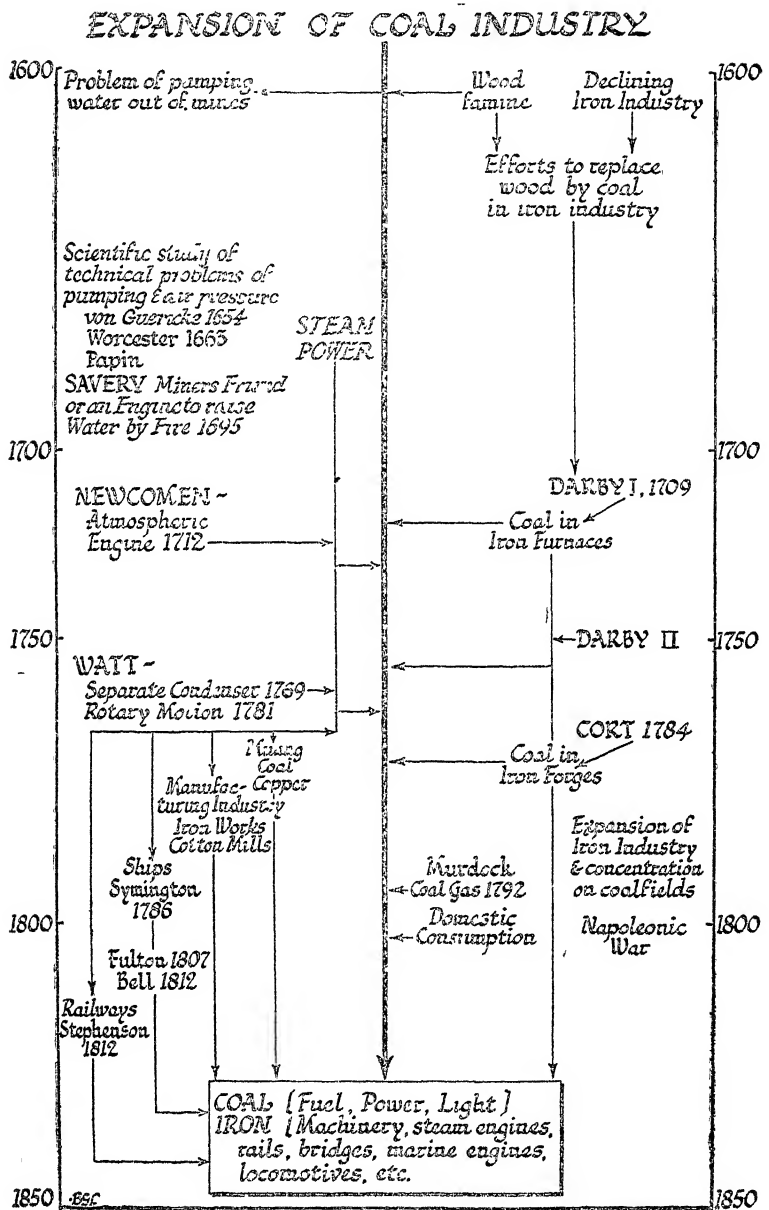 EXPANSION OF COAL INDUSTRY
1600
1600
Problem of pumping
water out of mines
Wood
famine
Declining
Iron Industry
Efforts to replace
wood by coal
in iron industry
Scientific study of
technical problems of
pumping & air pressure
von Guericke 1654
Worcester 1663
Papin
SAVERY Miners Friend
or an Engine to raise
Water by Fire 1695
STEAM
POWER
1700
1700
DARBY I, 1709
NEWCOMEN –
Atmospheric
Engine 1712
Coal in
Iron Furnaces
1750
1750
DARBY II
WATT –
Separate Condenser 1769
Rotary Motion 1781
CORT 1784
Coal in
Iron Forges
Mining
Coal
Copper
Manufac-
turing Industry
Iron Works
Cotton Mills
Expansion of
Iron Industry
& concentration
on coalfields
Ships
Symington
1786
Murdock
Coal Gas 1792
Domestic
Consumption
1800
1800
Napoleonic
War
Fulton 1807
Bell 1812
Railways
Stephenson
1812
COAL [Fuel, Power, Light]
IRON [Machinery, steam engines,
rails, bridges, marine engines,
locomotives, etc.
1850
1850